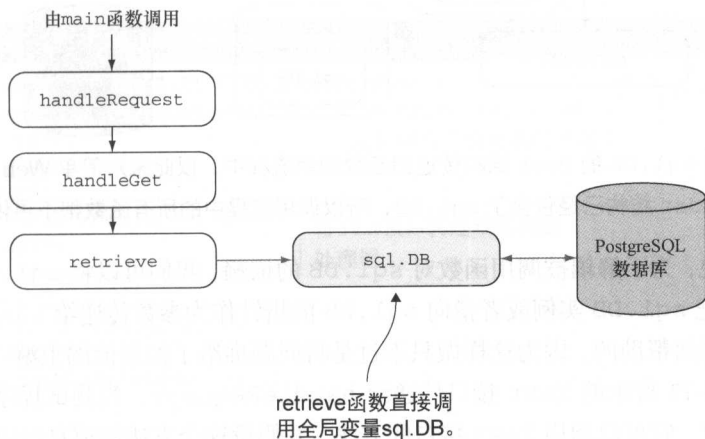 由main函数调用
handleRequest
handleGet
retrieve
sql.DB
PostgreSQL
数据库
retrieve函数直接调
用全局变量sql.DB。